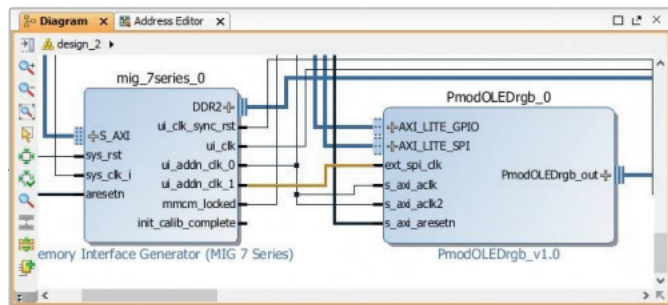 Diagram × Address Editor ×
design_2
mig_7series_0
DDR2
ui_clk_sync_rst
S_AXI
ui_clk
sys_rst
ui_addn_clk_0
sys_clk_i
ui_addn_clk_1
aresetn
mmcm_locked
init_calib_complete
emory Interface Generator (MIG 7 Series)
PmodOLEDrgb_0
AXI_LITE_GPIO
AXI_LITE_SPI
ext_spi_clk
s_axi_aclk
PmodOLEDrgb_out
s_axi_aclk2
s_axi_aresetn
PmodOLEDrgb_v1.0